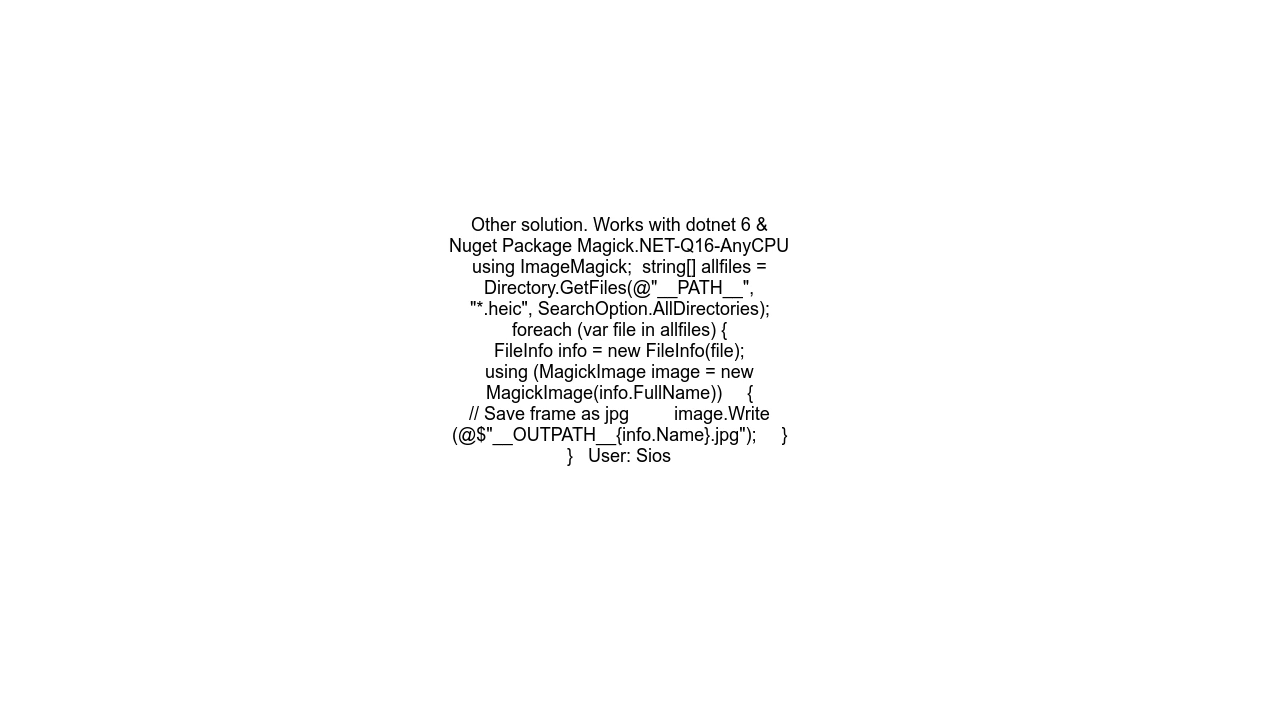 Other solution. Works with dotnet 6 &
Nuget Package Magick.NET-Q16-AnyCPU
using ImageMagick;  string[] allfiles =
Directory.GetFiles(@"__PATH__",
"*.heic", SearchOption.AllDirectories);
foreach (var file in allfiles) {
FileInfo info = new FileInfo(file);
using (MagickImage image = new
MagickImage(info.FullName))     {
// Save frame as jpg         image.Write
(@$"__OUTPATH__{info.Name}.jpg");     }
}   User: Sios